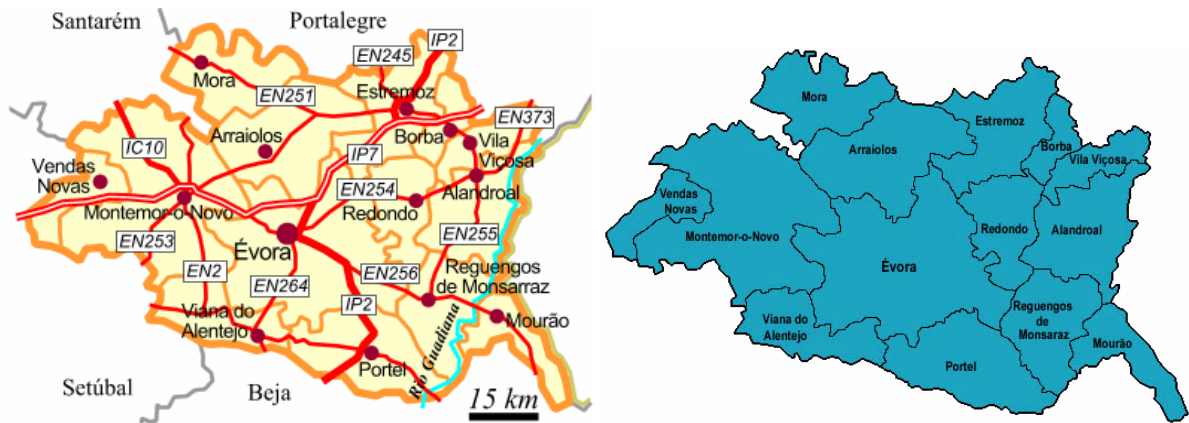 Santarém
Portalegre
IP2
EN245
Mora
Estremoz
EN251
EN373
Borba
Vila
Viçosa
Arraiolos
IC10
IP7
Vendas
Novas
EN254
Alandroal
Montemor-o-Novo
Redondo
EN253
Évora
EN255
EN2
EN256
Reguengos
de Monsarraz
EN264
IP2
Viana do
Alentejo
Mourão
Portel
Rio Guadiana
Setúbal
Beja
15 km
Mora
Estremoz
Arraiolos
Borba
Vila Viçosa
Vendas
Novas
Montemor-o-Novo
Redondo
Alandroal
Évora
Reguengos
de
Monsaraz
Viana do
Alentejo
Mourão
Portel